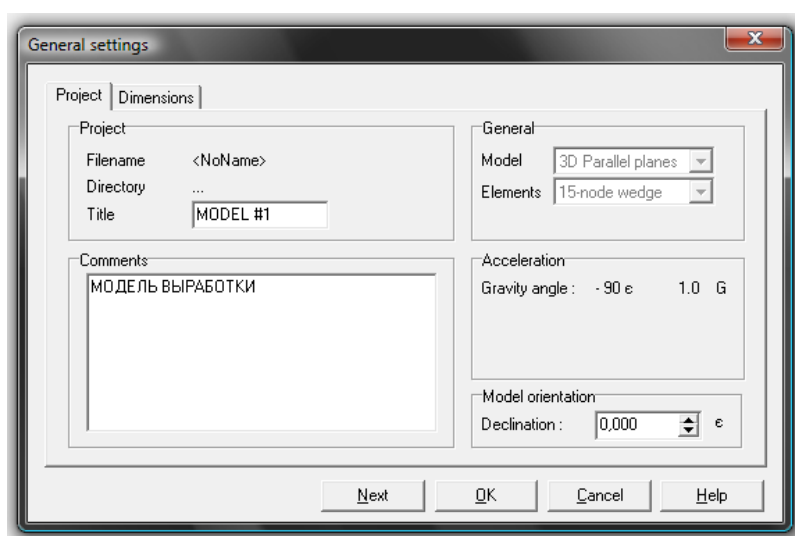 General settings
Project Dimensions
Project
Filename <NoName>
Directory ...
Title MODEL #1
Comments
МОДЕЛЬ ВЫРАБОТКИ
General
Model 3D Parallel planes
Elements 15-node wedge
Acceleration
Gravity angle : - 90 є 1.0 G
Model orientation
Declination : 0,000 є
Next OK Cancel Help